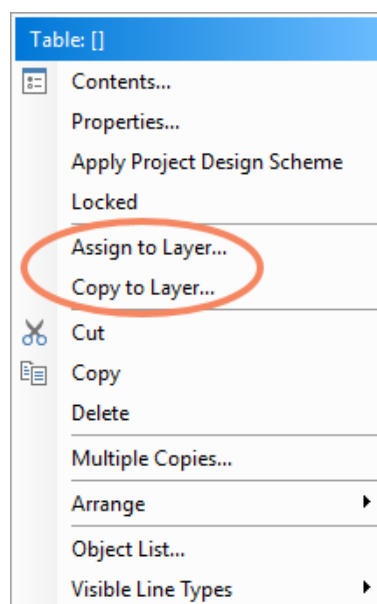 Table: []
Contents...
Properties...
Apply Project Design Scheme
Locked
Assign to Layer...
Copy to Layer...
Cut
Copy
Delete
Multiple Copies...
Arrange
Object List...
Visible Line Types